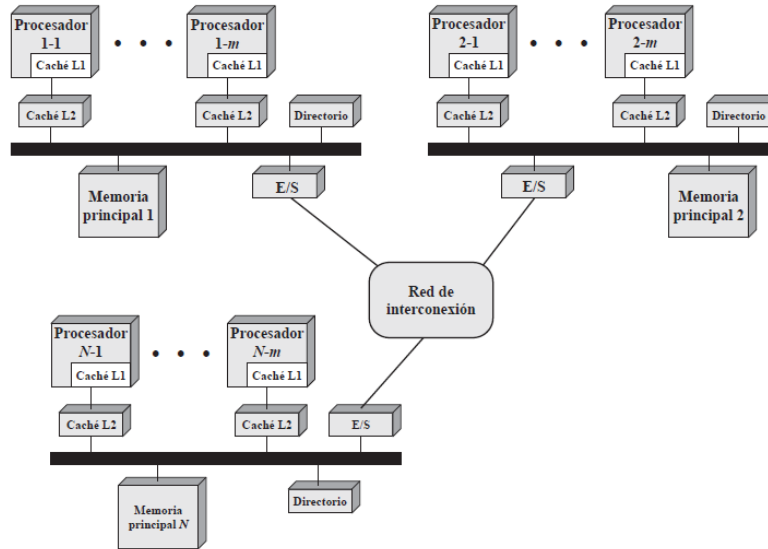 Procesador
1-1
Caché L1
• • •
Procesador
1-m
Caché L1
Caché L2
Caché L2
Directorio
Memoria
principal 1
E/S
Procesador
2-1
Caché L1
• • •
Procesador
2-m
Caché L1
Caché L2
Caché L2
Directorio
E/S
Memoria
principal 2
Red de
interconexión
Procesador
N-1
Caché L1
• • •
Procesador
N-m
Caché L1
Caché L2
Caché L2
E/S
Memoria
principal N
Directorio